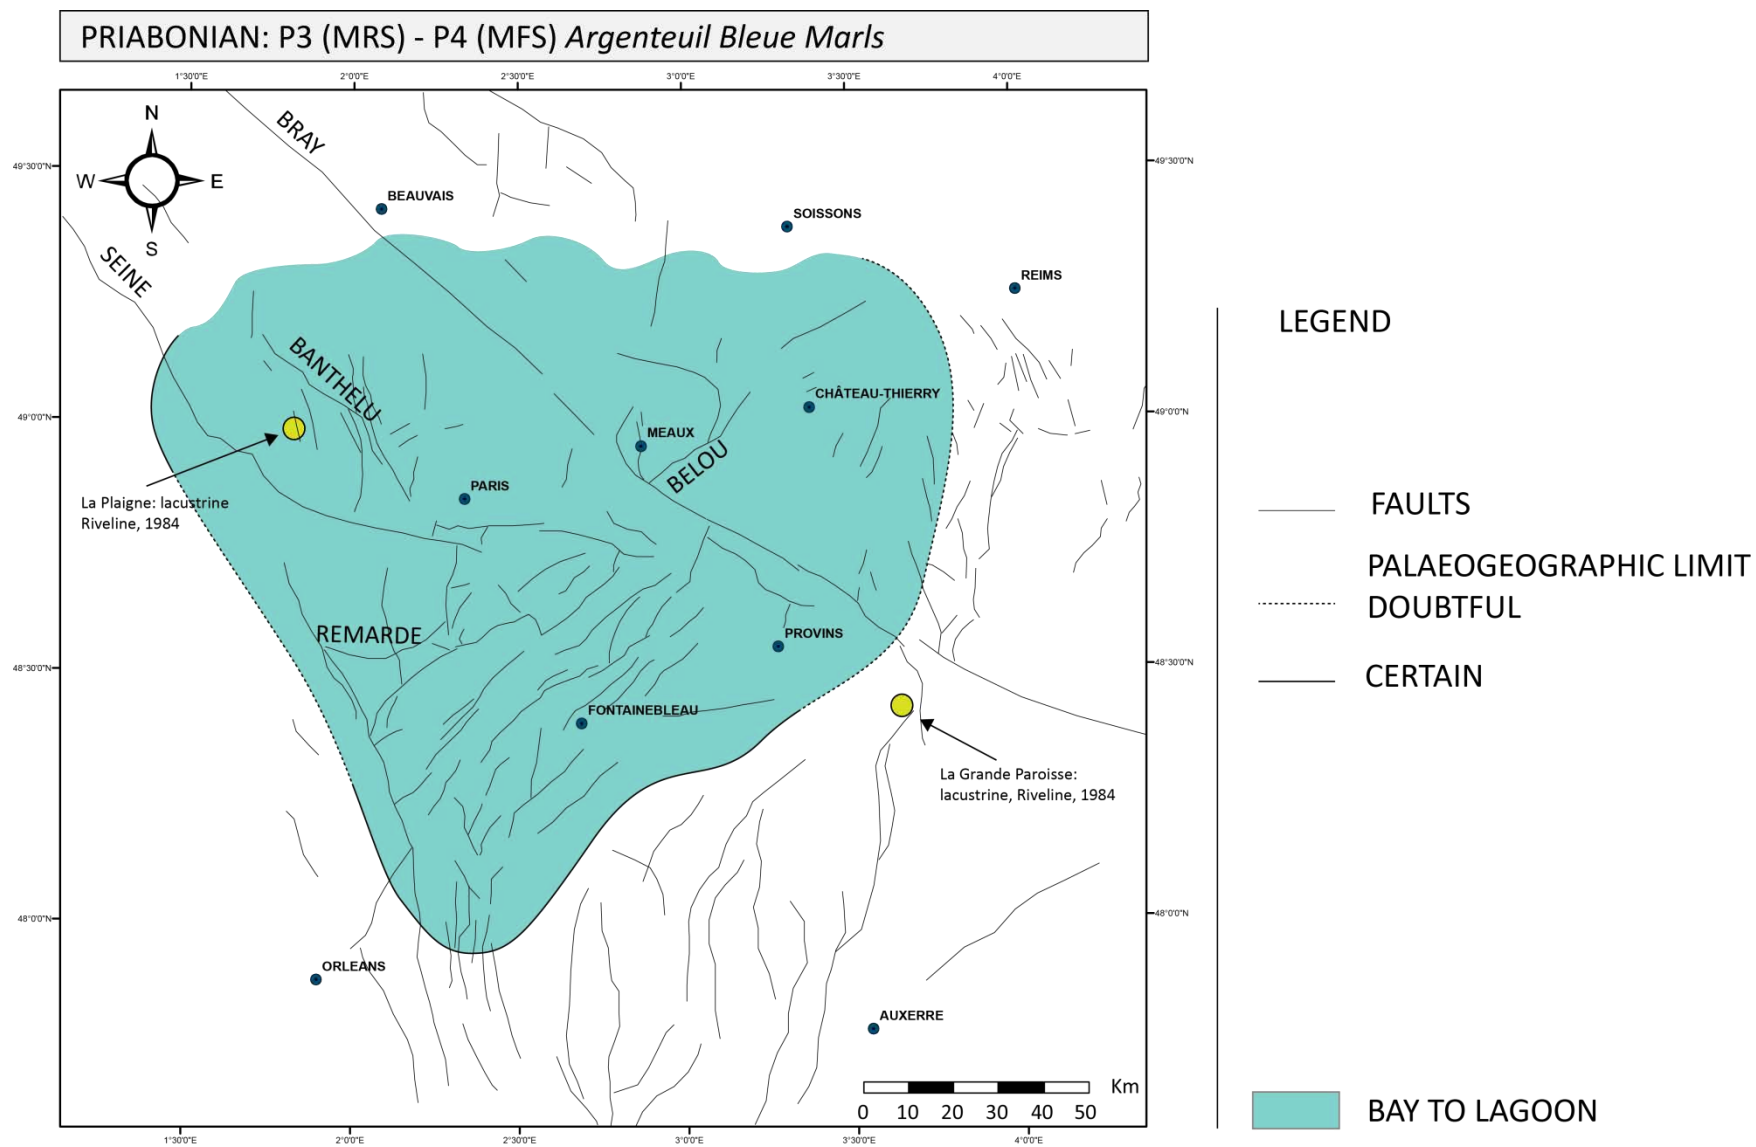 PRIABONIAN: P3 (MRS) - P4 (MFS) Argenteuil Bleue Marls
1°30'0"E
2°0'0"E
2°30'0"E
3°0'0"E
3°30'0"E
4°0'0"E
49°30'0"N
49°30'0"N
N
W
E
S
BRAY
BEAUVAIS
SOISSONS
SEINE
REIMS
BANTHELU
CHÂTEAU-THIERRY
49°0'0"N
49°0'0"N
MEAUX
BELOU
PARIS
La Plaigne: lacustrine
Riveline, 1984
REMARDE
PROVINS
48°30'0"N
48°30'0"N
FONTAINEBLEAU
La Grande Paroisse:
lacustrine, Riveline, 1984
48°0'0"N
48°0'0"N
ORLEANS
AUXERRE
Km
0 10 20 30 40 50
1°30'0"E
2°0'0"E
2°30'0"E
3°0'0"E
3°30'0"E
4°0'0"E
LEGEND
FAULTS
PALAEOGEOGRAPHIC LIMIT
DOUBTFUL
CERTAIN
BAY TO LAGOON